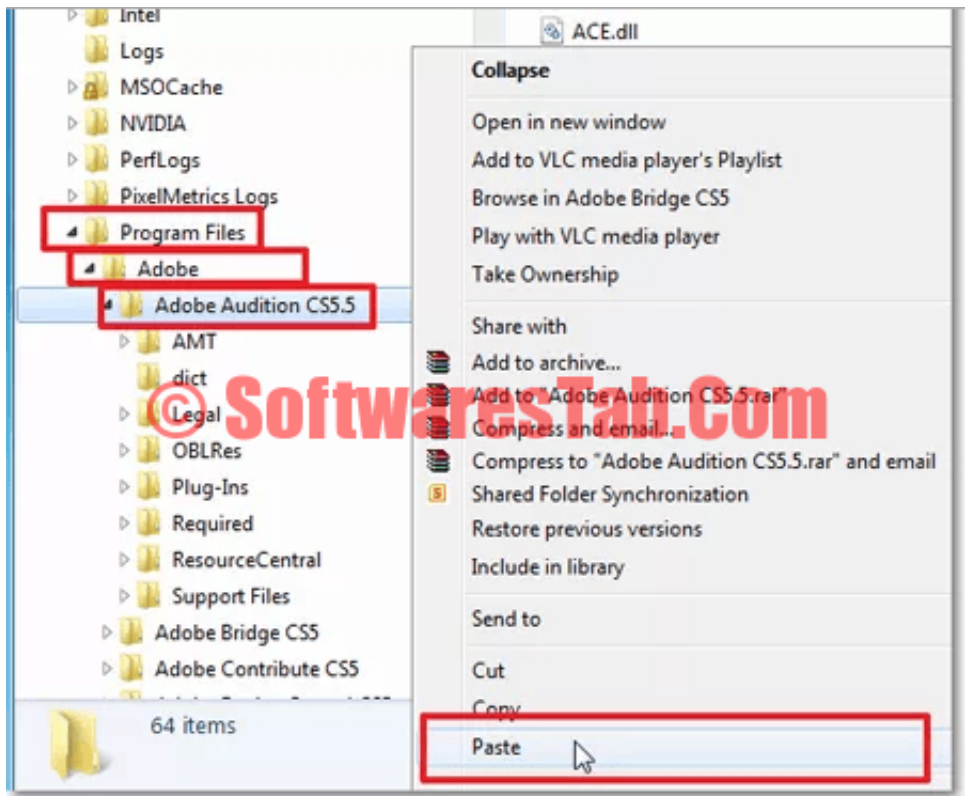 Intel
Logs
MSOCache
NVIDIA
PerfLogs
PixelMetrics Logs
Program Files
Adobe
Adobe Audition CS5.5
AMT
dict
Legal
OBLRes
Plug-Ins
Required
ResourceCentral
Support Files
Adobe Bridge CS5
Adobe Contribute CS5
64 items
ACE.dll
Collapse
Open in new window
Add to VLC media player's Playlist
Browse in Adobe Bridge CS5
Play with VLC media player
Take Ownership
Share with
Add to archive...
Add to "Adobe Audition CS5.5.rar"
Compress and email...
Compress to "Adobe Audition CS5.5.rar" and email
S
Shared Folder Synchronization
Restore previous versions
Include in library
Send to
Cut
Copy
Paste
© SoftwaresTab.Com